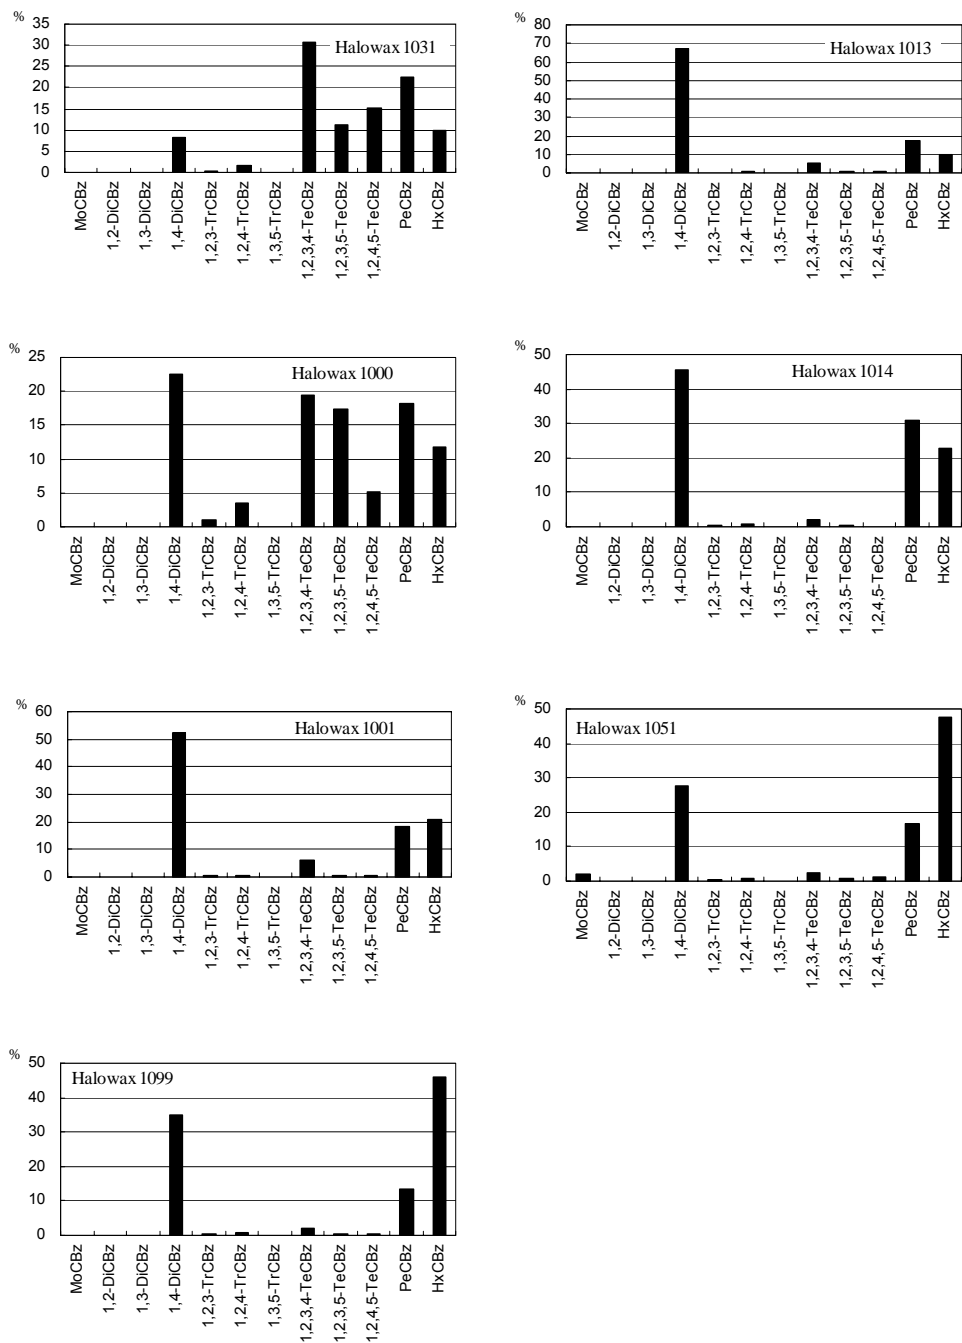 %
35
30
25
20
15
10
5
0
Halowax 1031
MoCBz
1,2-DiCBz
1,3-DiCBz
1,4-DiCBz
1,2,3-TrCBz
1,2,4-TrCBz
1,3,5-TrCBz
1,2,3,4-TeCBz
1,2,3,5-TeCBz
1,2,4,5-TeCBz
PeCBz
HxCBz
%
80
70
60
50
40
30
20
10
0
Halowax 1013
MoCBz
1,2-DiCBz
1,3-DiCBz
1,4-DiCBz
1,2,3-TrCBz
1,2,4-TrCBz
1,3,5-TrCBz
1,2,3,4-TeCBz
1,2,3,5-TeCBz
1,2,4,5-TeCBz
PeCBz
HxCBz
%
25
20
15
10
5
0
Halowax 1000
MoCBz
1,2-DiCBz
1,3-DiCBz
1,4-DiCBz
1,2,3-TrCBz
1,2,4-TrCBz
1,3,5-TrCBz
1,2,3,4-TeCBz
1,2,3,5-TeCBz
1,2,4,5-TeCBz
PeCBz
HxCBz
%
50
40
30
20
10
0
Halowax 1014
MoCBz
1,2-DiCBz
1,3-DiCBz
1,4-DiCBz
1,2,3-TrCBz
1,2,4-TrCBz
1,3,5-TrCBz
1,2,3,4-TeCBz
1,2,3,5-TeCBz
1,2,4,5-TeCBz
PeCBz
HxCBz
%
60
50
40
30
20
10
0
Halowax 1001
MoCBz
1,2-DiCBz
1,3-DiCBz
1,4-DiCBz
1,2,3-TrCBz
1,2,4-TrCBz
1,3,5-TrCBz
1,2,3,4-TeCBz
1,2,3,5-TeCBz
1,2,4,5-TeCBz
PeCBz
HxCBz
%
50
40
30
20
10
0
Halowax 1051
MoCBz
1,2-DiCBz
1,3-DiCBz
1,4-DiCBz
1,2,3-TrCBz
1,2,4-TrCBz
1,3,5-TrCBz
1,2,3,4-TeCBz
1,2,3,5-TeCBz
1,2,4,5-TeCBz
PeCBz
HxCBz
%
50
40
30
20
10
0
Halowax 1099
MoCBz
1,2-DiCBz
1,3-DiCBz
1,4-DiCBz
1,2,3-TrCBz
1,2,4-TrCBz
1,3,5-TrCBz
1,2,3,4-TeCBz
1,2,3,5-TeCBz
1,2,4,5-TeCBz
PeCBz
HxCBz